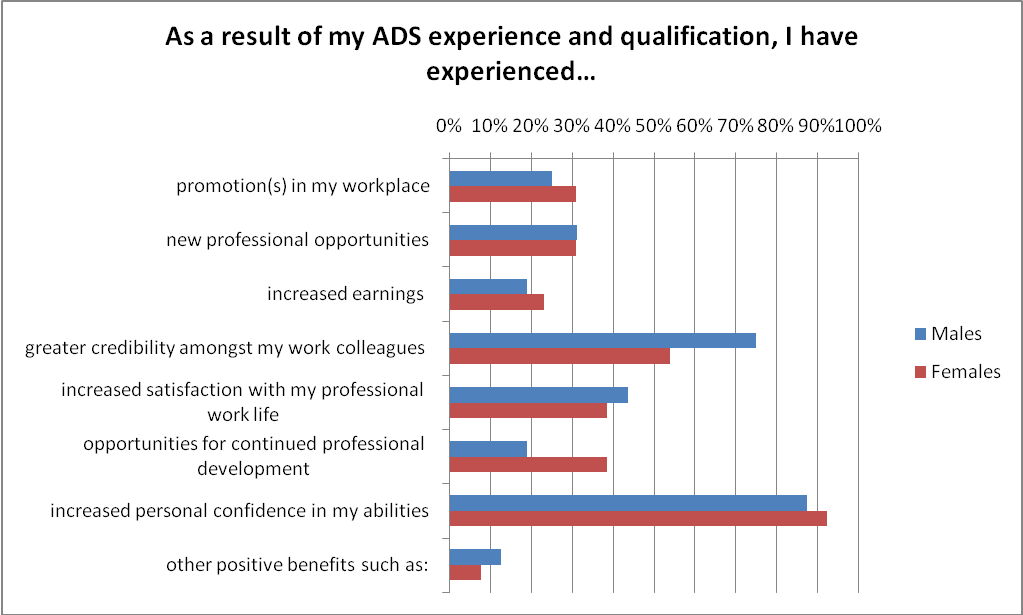 As a result of my ADS experience and qualification, I have
experienced...
0% 10% 20% 30% 40% 50% 60% 70% 80% 90%100%
promotion(s) in my workplace
new professional opportunities
increased earnings
greater credibility amongst my work colleagues
increased satisfaction with my professional
work life
opportunities for continued professional
development
increased personal confidence in my abilities
other positive benefits such as:
Males
Females